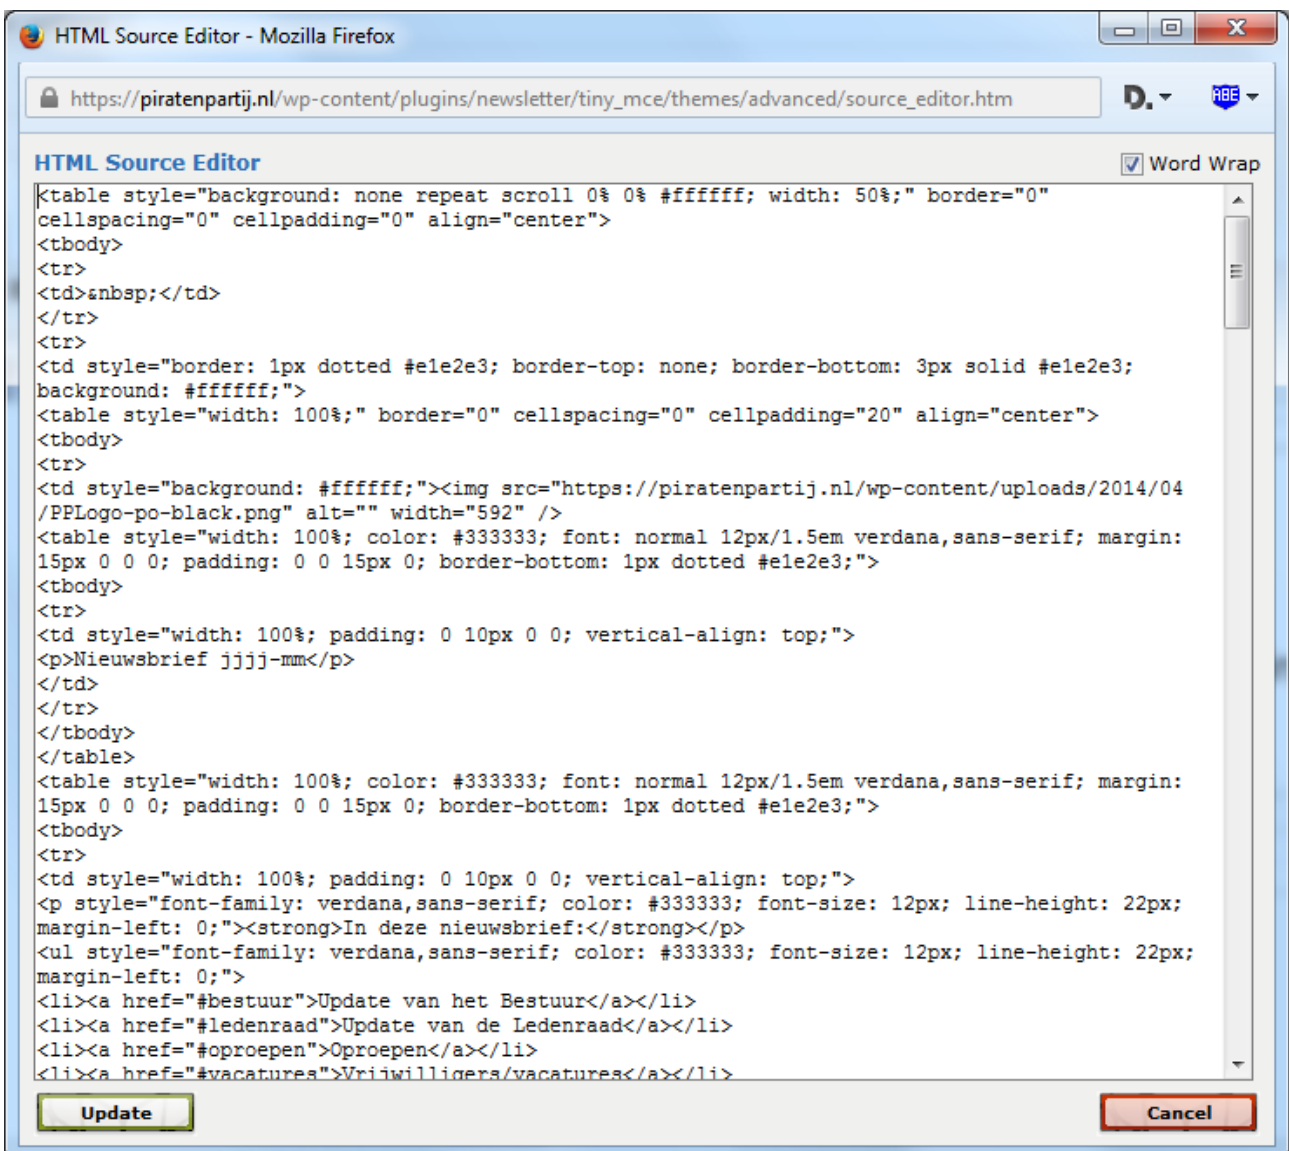 HTML Source Editor - Mozilla Firefox
https://piratenpartij.nl/wp-content/plugins/newsletter/tiny_mce/themes/advanced/source_editor.htm
D.
ABE
HTML Source Editor
Word Wrap
<table style="background: none repeat scroll 0% 0% #ffffff; width: 50%;" border="0"
cellspacing="0" cellpadding="0" align="center">
<tbody>
<tr>
<td>&nbsp;</td>
</tr>
<tr>
<td style="border: 1px dotted #e1e2e3; border-top: none; border-bottom: 3px solid #e1e2e3;
background: #ffffff;">
<table style="width: 100%;" border="0" cellspacing="0" cellpadding="20" align="center">
<tbody>
<tr>
<td style="background: #ffffff;"><img src="https://piratenpartij.nl/wp-content/uploads/2014/04
/PPLogo-po-black.png" alt="" width="592" />
<table style="width: 100%; color: #333333; font: normal 12px/1.5em verdana,sans-serif; margin:
15px 0 0 0; padding: 0 0 15px 0; border-bottom: 1px dotted #e1e2e3;">
<tbody>
<tr>
<td style="width: 100%; padding: 0 10px 0 0; vertical-align: top;">
<p>Nieuwsbrief jjjj-mm</p>
</td>
</tr>
</tbody>
</table>
<table style="width: 100%; color: #333333; font: normal 12px/1.5em verdana,sans-serif; margin:
15px 0 0 0; padding: 0 0 15px 0; border-bottom: 1px dotted #e1e2e3;">
<tbody>
<tr>
<td style="width: 100%; padding: 0 10px 0 0; vertical-align: top;">
<p style="font-family: verdana,sans-serif; color: #333333; font-size: 12px; line-height: 22px;
margin-left: 0;"><strong>In deze nieuwsbrief:</strong></p>
<ul style="font-family: verdana,sans-serif; color: #333333; font-size: 12px; line-height: 22px;
margin-left: 0;">
<li><a href="#bestuur">Update van het Bestuur</a></li>
<li><a href="#ledenraad">Update van de Ledenraad</a></li>
<li><a href="#oproepen">Oproepen</a></li>
<li><a href="#vacatures">Vrijwilligers/vacatures</a></li>
Update
Cancel